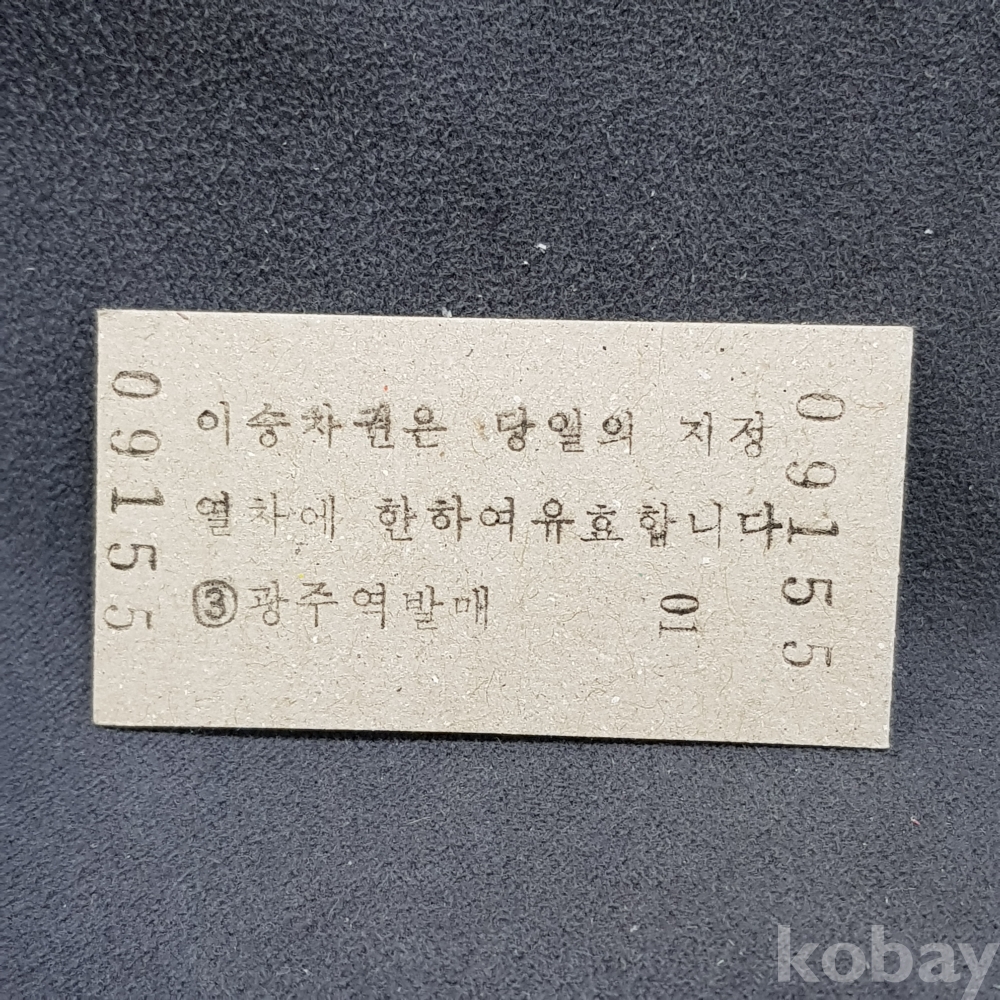 09155
이승차권은 당일의 지정
열차에 한하여유효합니다
③광주역발매 01
09155
kobay